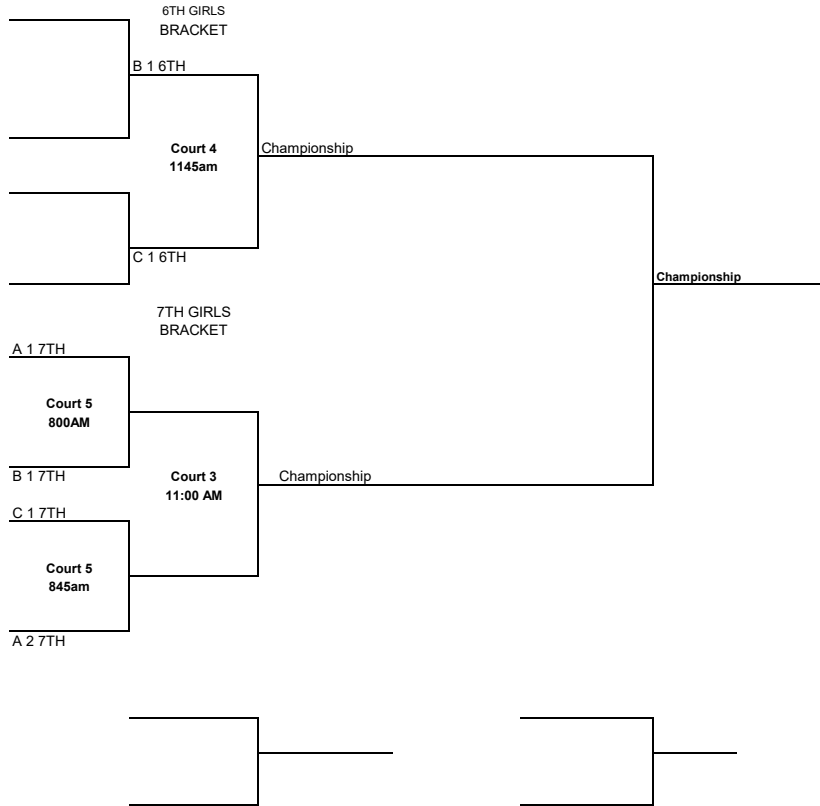 6TH GIRLS
BRACKET
B 1 6TH
Court 4
1145am
Championship
C 1 6TH
Championship
7TH GIRLS
BRACKET
A 1 7TH
Court 5
800AM
B 1 7TH
Court 3
11:00 AM
Championship
C 1 7TH
Court 5
845am
A 2 7TH